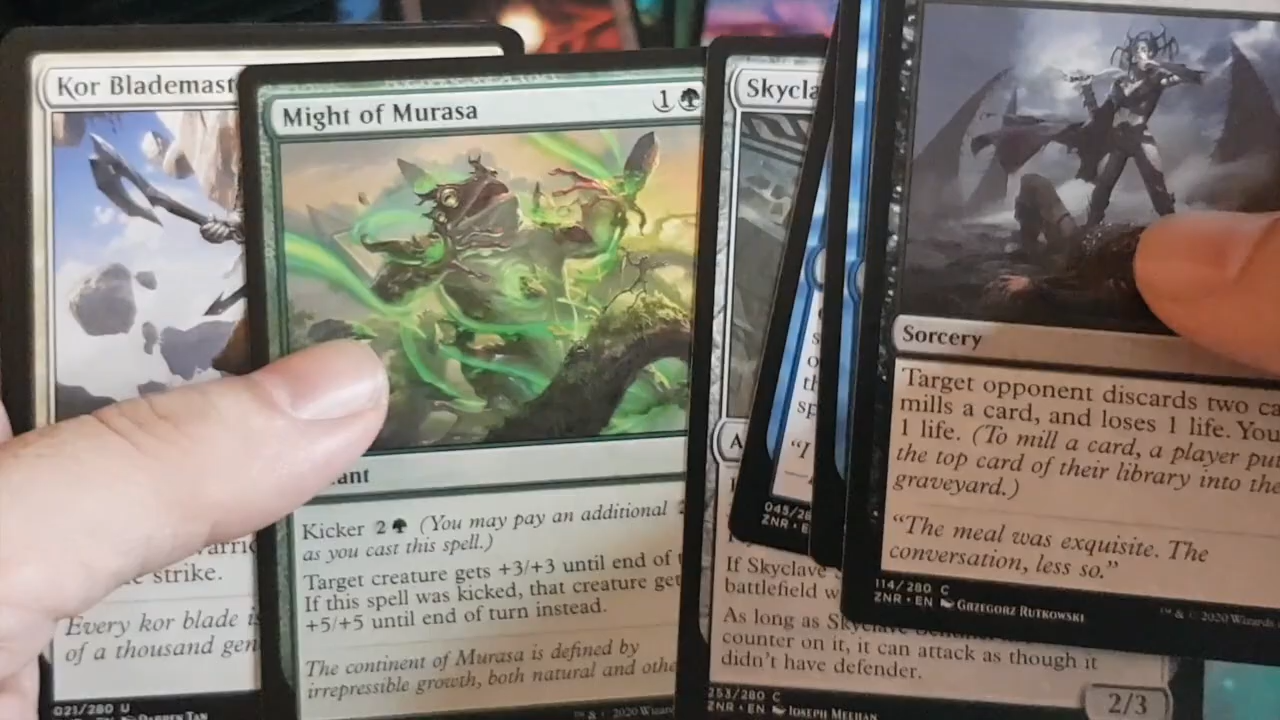 Kor Blademast
strike.
Every kor blade
of a thousand gen
021/280 U
Might of Murasa
1
Kicker 2 (You may pay an additional
as you cast this spell.)
Target creature gets +3/+3 until end of
If this spell was kicked, that creature get
+5/+5 until end of turn instead.
The continent of Murasa is defined by
irrepressible growth, both natural and othe
™ & © 2020 Wizard
Skycla
A
If Skyclave
battlefield w
As long as Skyclave
counter on it, it can attack as though it
didn't have defender.
2/3
253/280 C
ZNR • EN JOSEPH MEEHAN
sp
"I
045/28
ZNR • E
Sorcery
Target opponent discards two ca
mills a card, and loses 1 life. You
1 life. (To mill a card, a player put
the top card of their library into the
graveyard.)
"The meal was exquisite. The
conversation, less so."
114/280 C
ZNR • EN GRZEGORZ RUTKOWSKI
™ & © 2020 Wizards